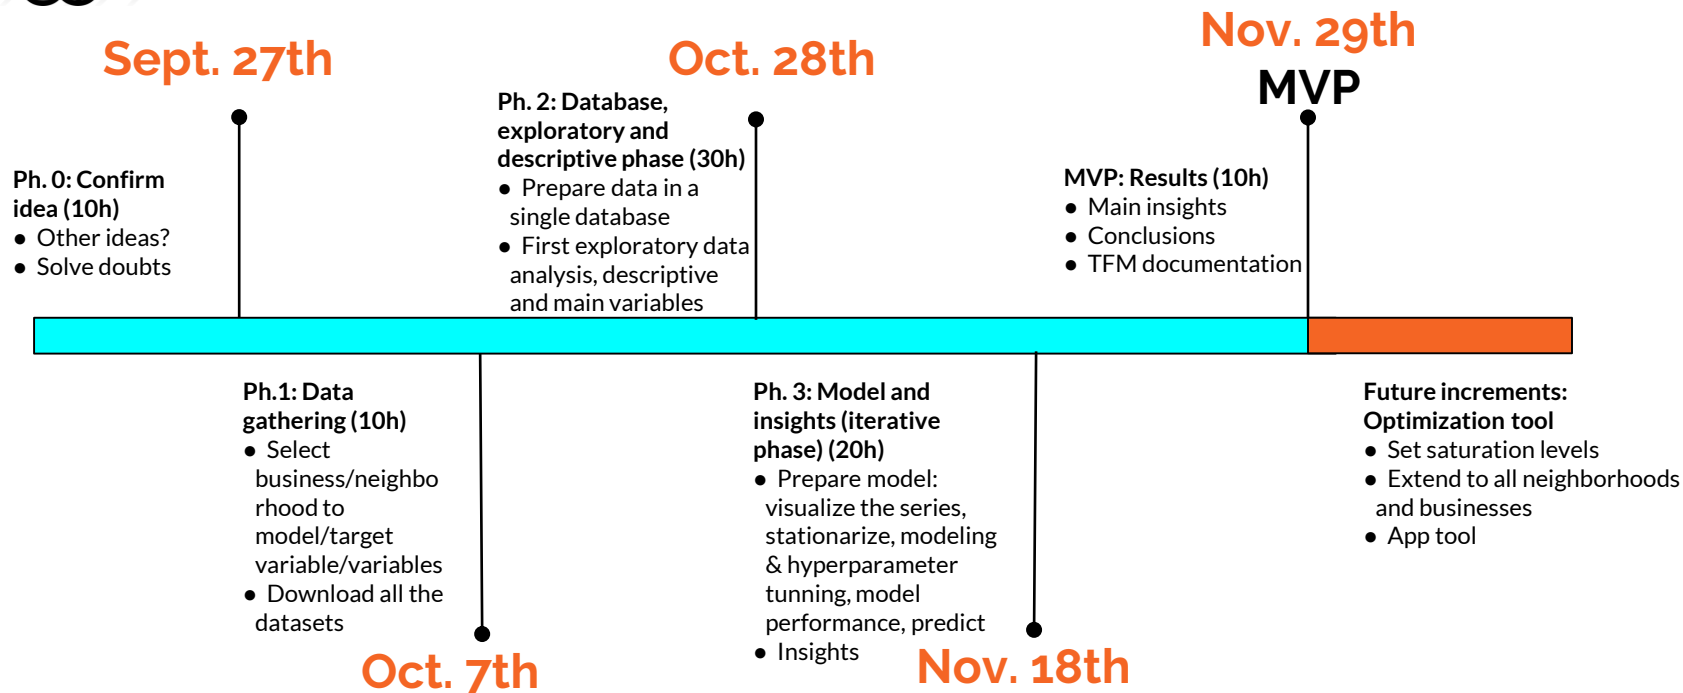 Sept. 27th
Ph. 0: Confirm
idea (10h)
● Other ideas?
● Solve doubts
Ph.1: Data
gathering (10h)
● Select
business/neighbo
rhood to
model/target
variable/variables
● Download all the
datasets
Oct. 7th
Oct. 28th
Ph. 2: Database,
exploratory and
descriptive phase (30h)
● Prepare data in a
single database
● First exploratory data
analysis, descriptive
and main variables
Ph. 3: Model and
insights (iterative
phase) (20h)
● Prepare model:
visualize the series,
stationarize, modeling
& hyperparameter
tunning, model
performance, predict
● Insights
Nov. 18th
Nov. 29th
MVP
MVP: Results (10h)
● Main insights
● Conclusions
● TFM documentation
Future increments:
Optimization tool
● Set saturation levels
● Extend to all neighborhoods
and businesses
● App tool